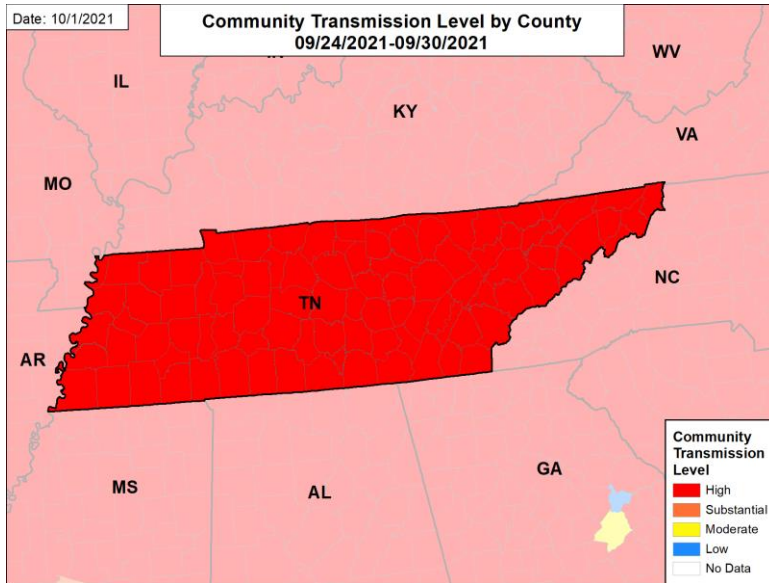 Date: 10/1/2021
Community Transmission Level by County
09/24/2021-09/30/2021
WV
IL
KY
VA
MO
NC
TN
AR
GA
MS
AL
Community
Transmission
Level
High
Substantial
Moderate
Low
No Data